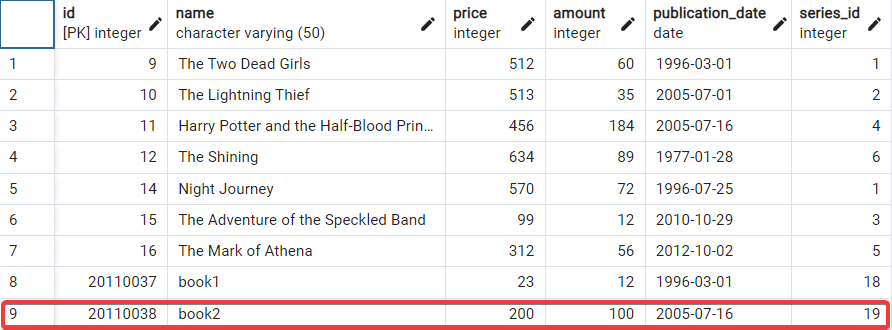 id name price amount publication_date series_id
[PK] integer character varying (50) integer integer date integer
1 9 The Two Dead Girls 512 60 1996-03-01 1
2 10 The Lightning Thief 513 35 2005-07-01 2
3 11 Harry Potter and the Half-Blood Prin... 456 184 2005-07-16 4
4 12 The Shining 634 89 1977-01-28 6
5 14 Night Journey 570 72 1996-07-25 1
6 15 The Adventure of the Speckled Band 99 12 2010-10-29 3
7 16 The Mark of Athena 312 56 2012-10-02 5
8 20110037 book1 23 12 1996-03-01 18
9 20110038 book2 200 100 2005-07-16 19